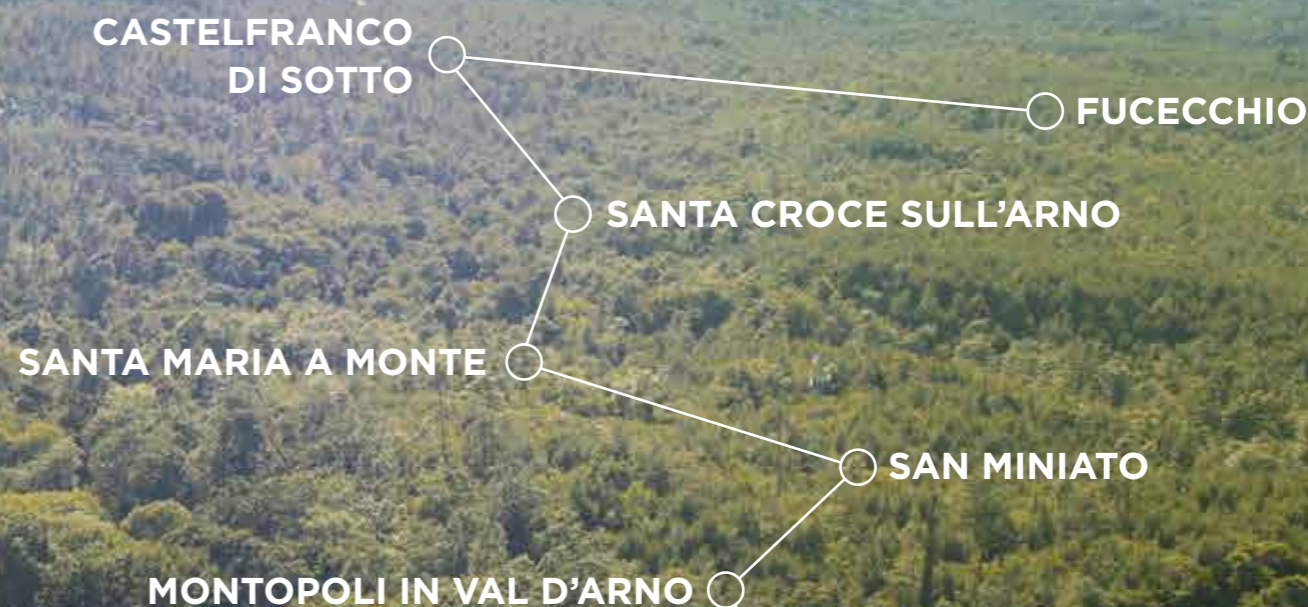 CASTELFRANCO
DI SOTTO
FUCECCHIO
SANTA CROCE SULL’ARNO
SANTA MARIA A MONTE
SAN MINIATO
MONTOPOLI IN VAL D’ARNO